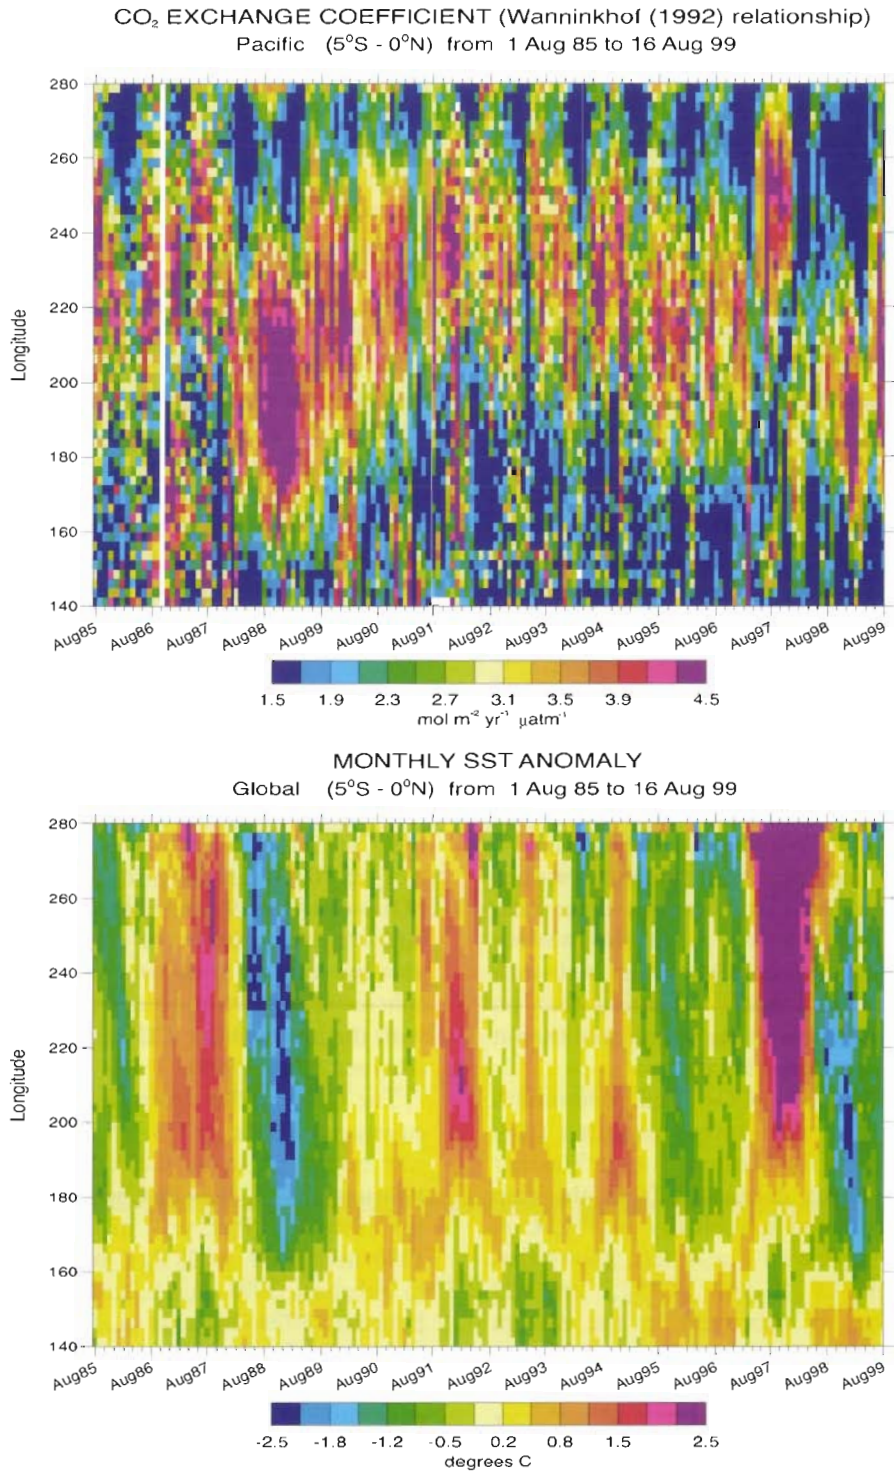 CO₂ EXCHANGE COEFFICIENT (Wanninkhof (1992) relationship)
Pacific (5°S - 0°N) from 1 Aug 85 to 16 Aug 99
280
260
240
220
200
180
160
140
Longitude
Aug85 Aug86 Aug87 Aug88 Aug89 Aug90 Aug91 Aug92 Aug93 Aug94 Aug95 Aug96 Aug97 Aug98 Aug99
1.5 1.9 2.3 2.7 3.1 3.5 3.9 4.5
mol m⁻² yr⁻¹ µatm⁻¹
MONTHLY SST ANOMALY
Global (5°S - 0°N) from 1 Aug 85 to 16 Aug 99
280
260
240
220
200
180
160
140
Longitude
Aug85 Aug86 Aug87 Aug88 Aug89 Aug90 Aug91 Aug92 Aug93 Aug94 Aug95 Aug96 Aug97 Aug98 Aug99
-2.5 -1.8 -1.2 -0.5 0.2 0.8 1.5 2.5
degrees C